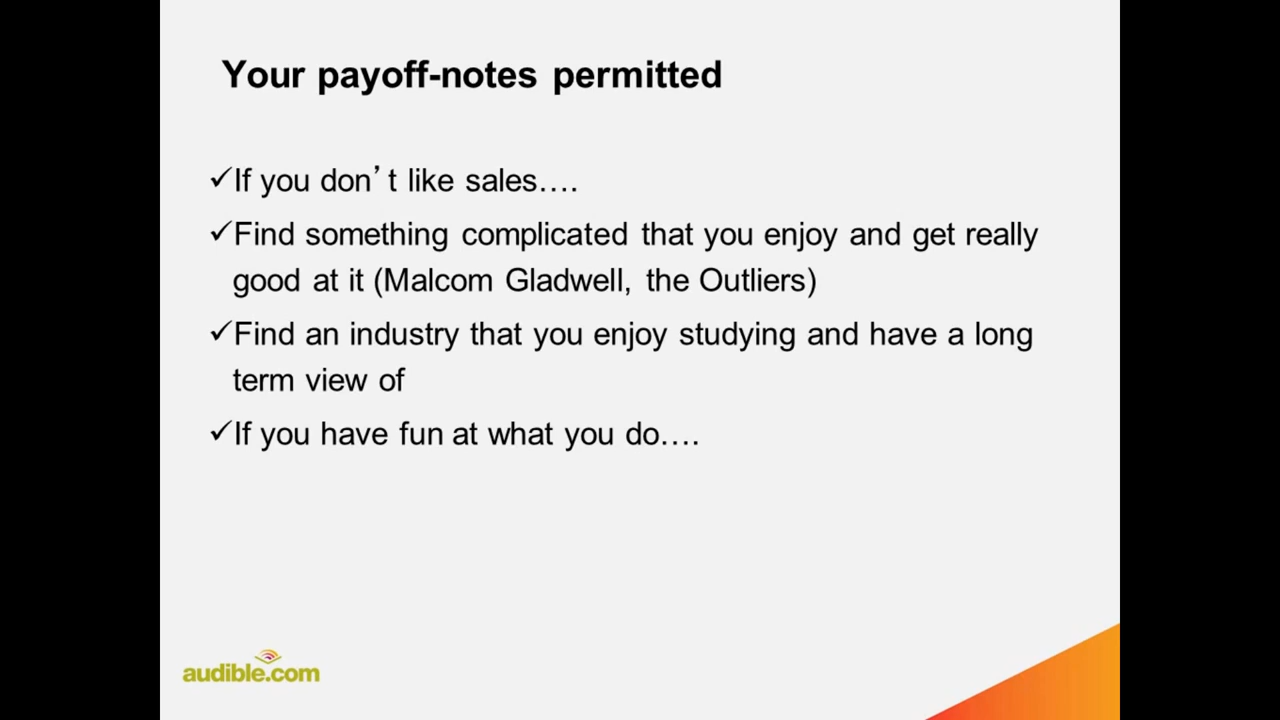 Your payoff-notes permitted
✓If you don’t like sales….
✓Find something complicated that you enjoy and get really
good at it (Malcom Gladwell, the Outliers)
✓Find an industry that you enjoy studying and have a long
term view of
✓If you have fun at what you do….
audible.com